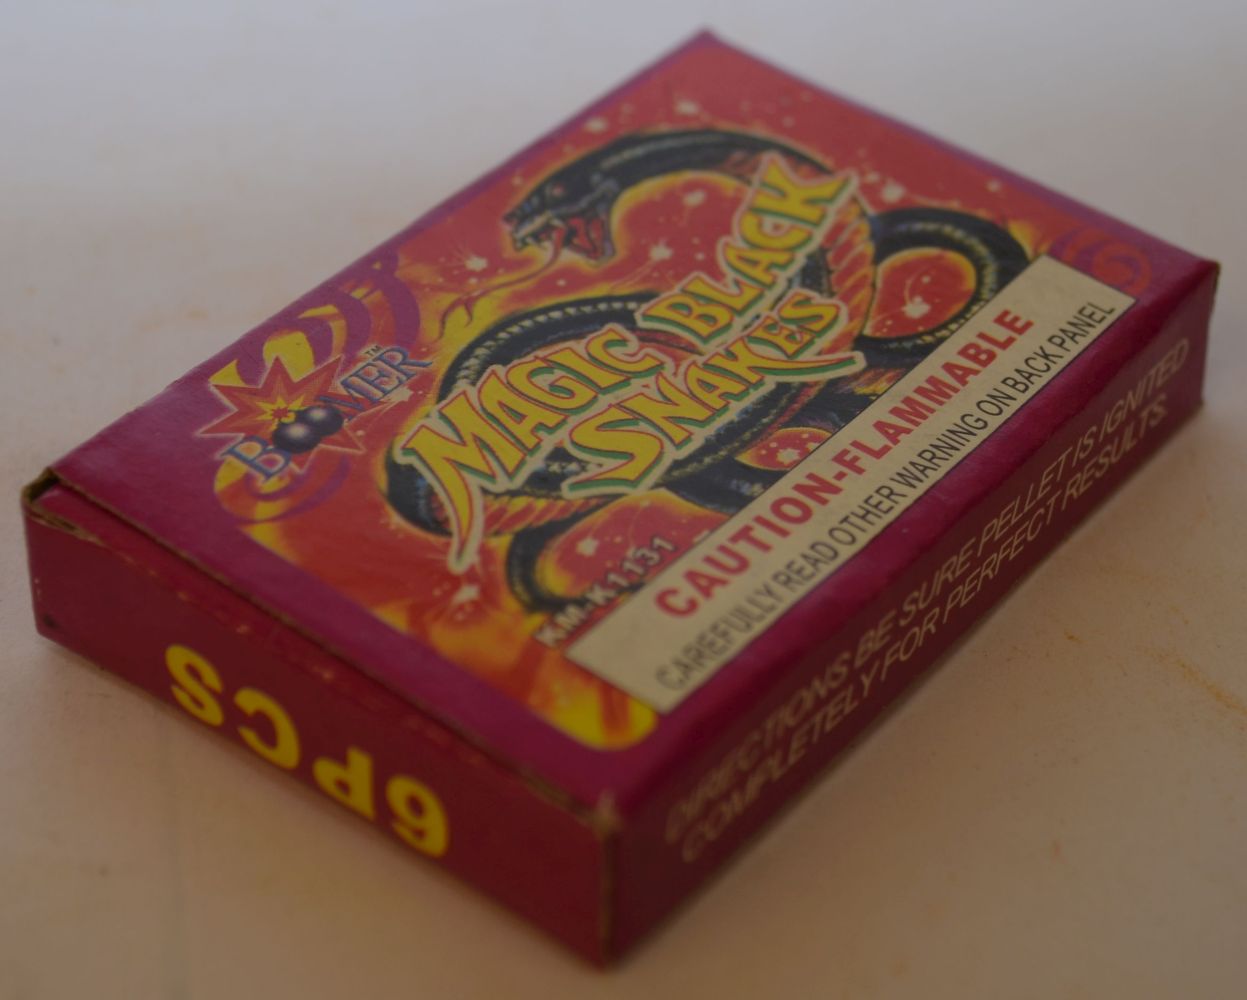 BOOMER™
MAGIC BLACK
SNAKES
KM-K1131
CAUTION-FLAMMABLE
CAREFULLY READ OTHER WARNING ON BACK PANEL
DIRECTIONS BE SURE PELLET IS IGNITED
COMPLETELY FOR PERFECT RESULTS.
6PCS